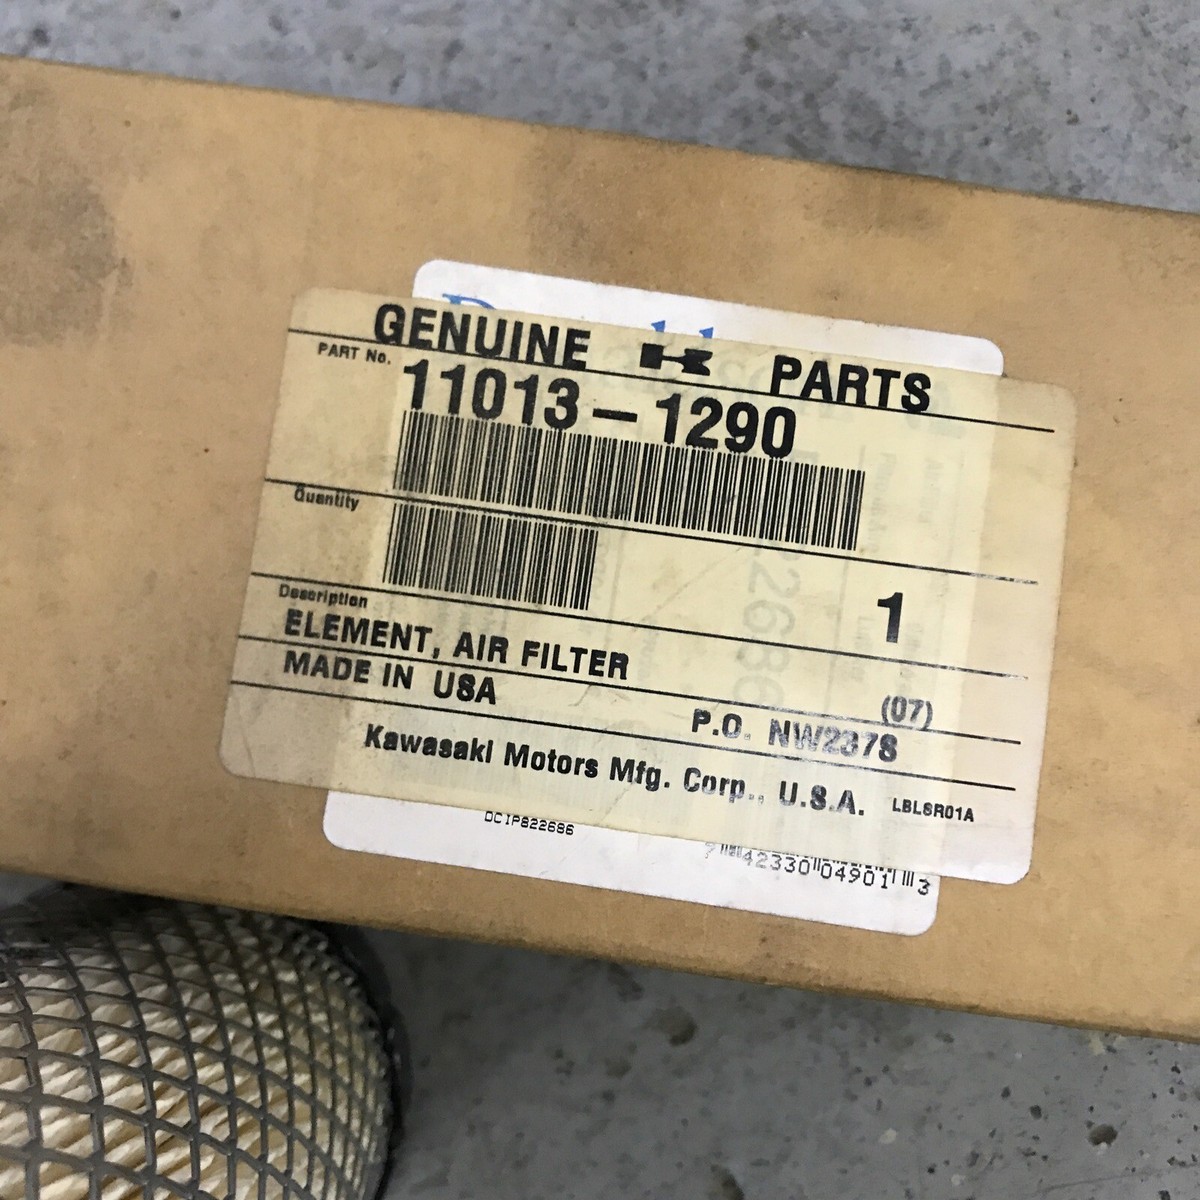 GENUINE PARTS
PART No. 11013-1290
Quantity
1
Description
ELEMENT, AIR FILTER
(07)
MADE IN USA
P.O. NW2378
Kawasaki Motors Mfg. Corp., U.S.A. LBLSR01A
DCIP822686
7 42330 04901 3